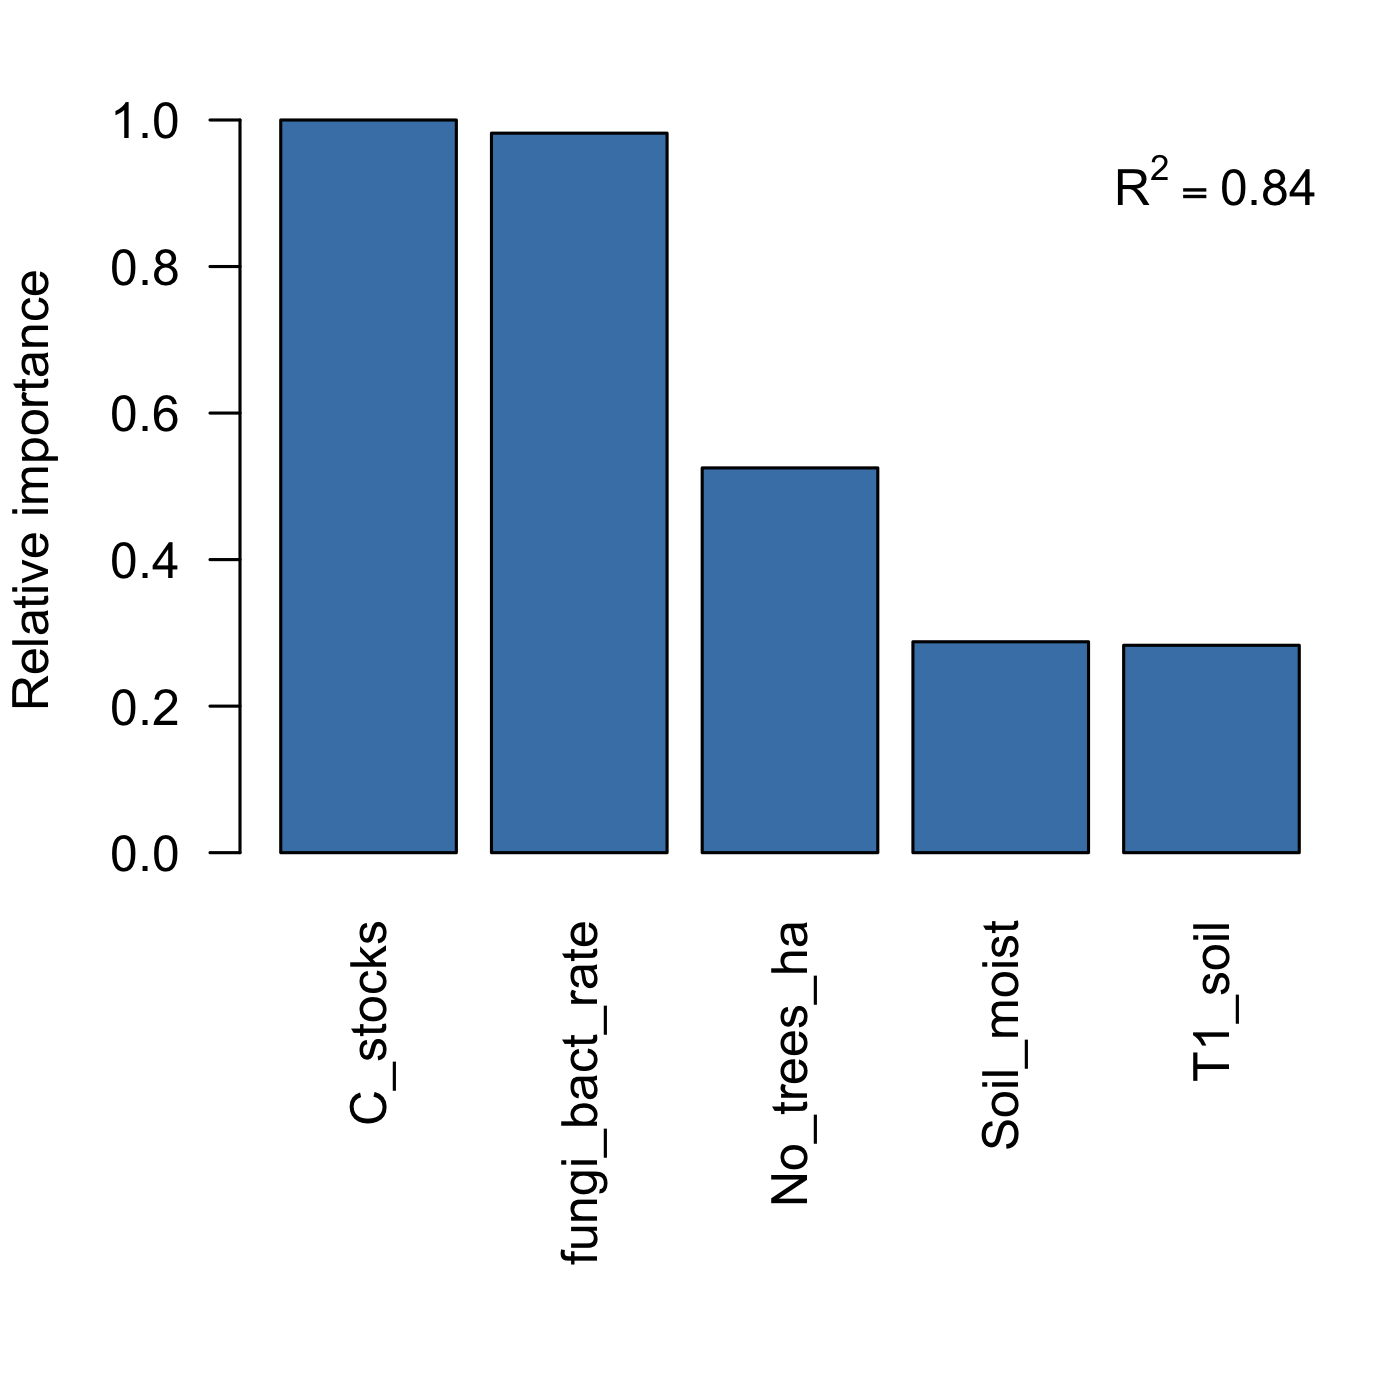 1.0
0.8
0.6
0.4
0.2
0.0
Relative importance
R² = 0.84
C_stocks
fungi_bact_rate
No_trees_ha
Soil_moist
T1_soil